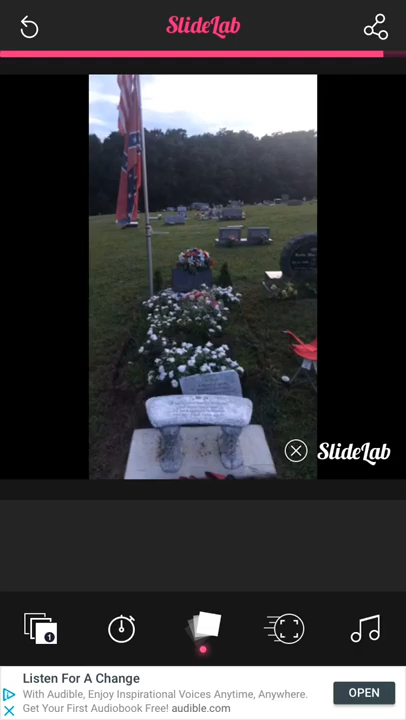 SlideLab
SlideLab
1
Listen For A Change
With Audible, Enjoy Inspirational Voices Anytime, Anywhere.
Get Your First Audiobook Free! audible.com
OPEN